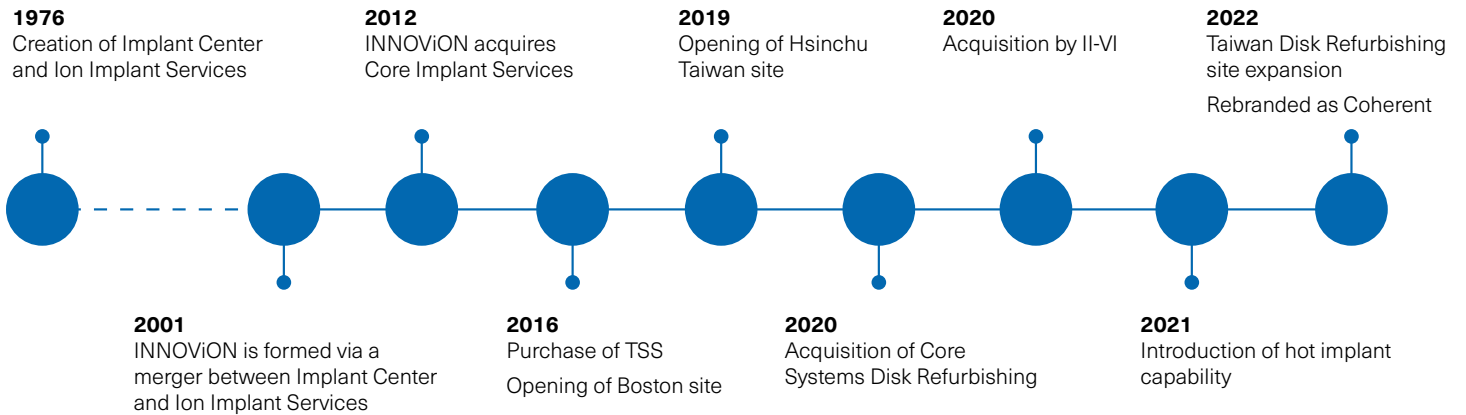 1976
Creation of Implant Center
and Ion Implant Services
2012
INNOViON acquires
Core Implant Services
2019
Opening of Hsinchu
Taiwan site
2020
Acquisition by II-VI
2022
Taiwan Disk Refurbishing
site expansion
Rebranded as Coherent
2001
INNOViON is formed via a
merger between Implant Center
and Ion Implant Services
2016
Purchase of TSS
Opening of Boston site
2020
Acquisition of Core
Systems Disk Refurbishing
2021
Introduction of hot implant
capability